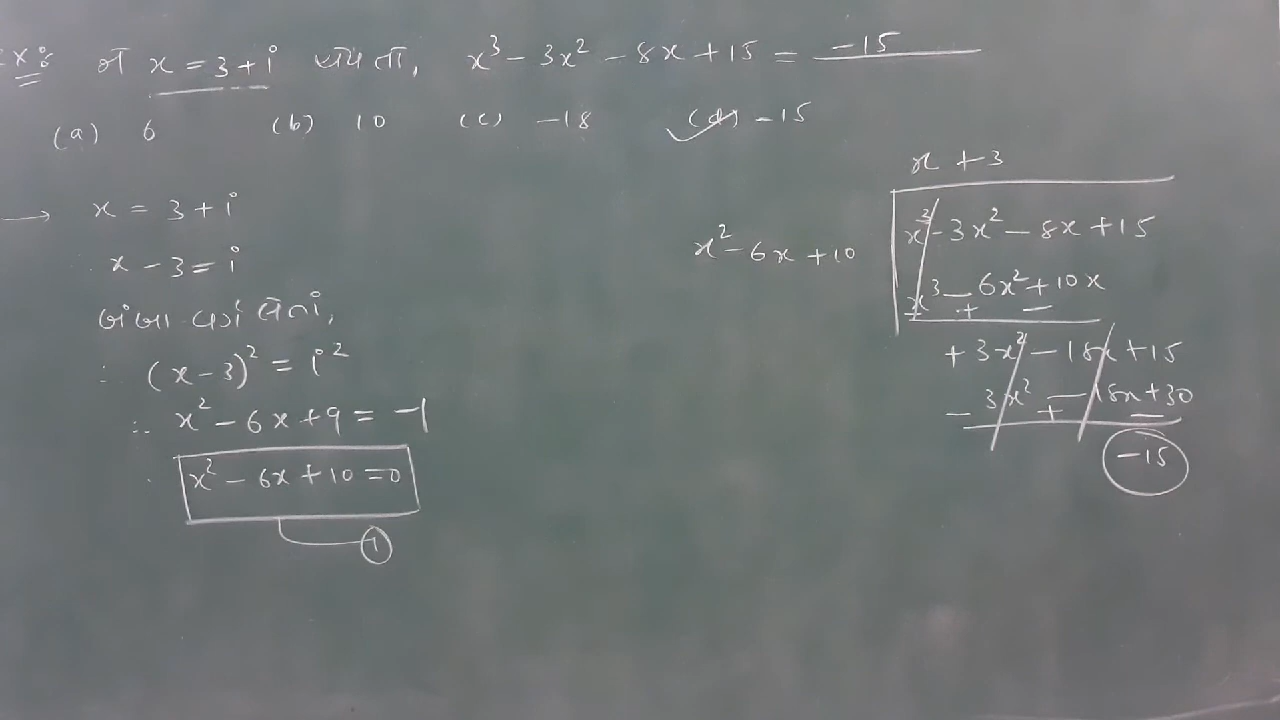 Ex: જો x = 3 + i હોય તો, x³ - 3x² - 8x + 15 = -15
(a) 6 (b) 10 (c) -18 (d) -15
→ x = 3 + i
x - 3 = i
બંને બાજુ વર્ગ લેતાં,
∴ (x - 3)² = i²
∴ x² - 6x + 9 = -1
∴ x² - 6x + 10 = 0
①
x + 3
x² - 6x + 10
x³ - 3x² - 8x + 15
x³ - 6x² + 10x
- + -
+ 3x² - 18x + 15
3x² - 18x + 30
- + -
-15